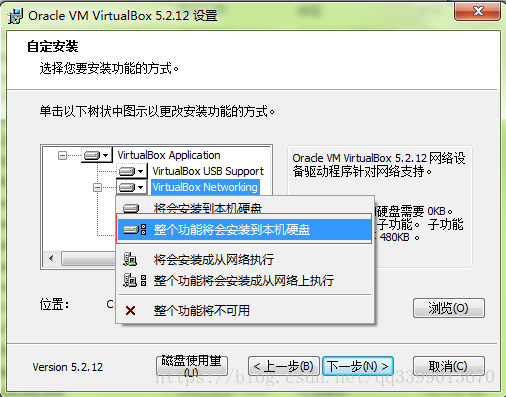 Oracle VM VirtualBox 5.2.12 设置
自定安装
选择您要安装功能的方式。
单击以下树状中图示以更改安装功能的方式。
VirtualBox Application
VirtualBox USB Support
VirtualBox Networking
Oracle VM VirtualBox 5.2.12 网络设
备驱动程序针对网络支持。
将会安装到本机硬盘
整个功能将会安装到本机硬盘
将会安装成从网络执行
整个功能将会安装成从网络上执行
整个功能将不可用
硬盘需要 0KB。
子功能。 子功能
480KB 。
位置:
浏览(O)
Version 5.2.12
磁盘使用量
(U)
< 上一步(B)
下一步(N) >
取消(C)